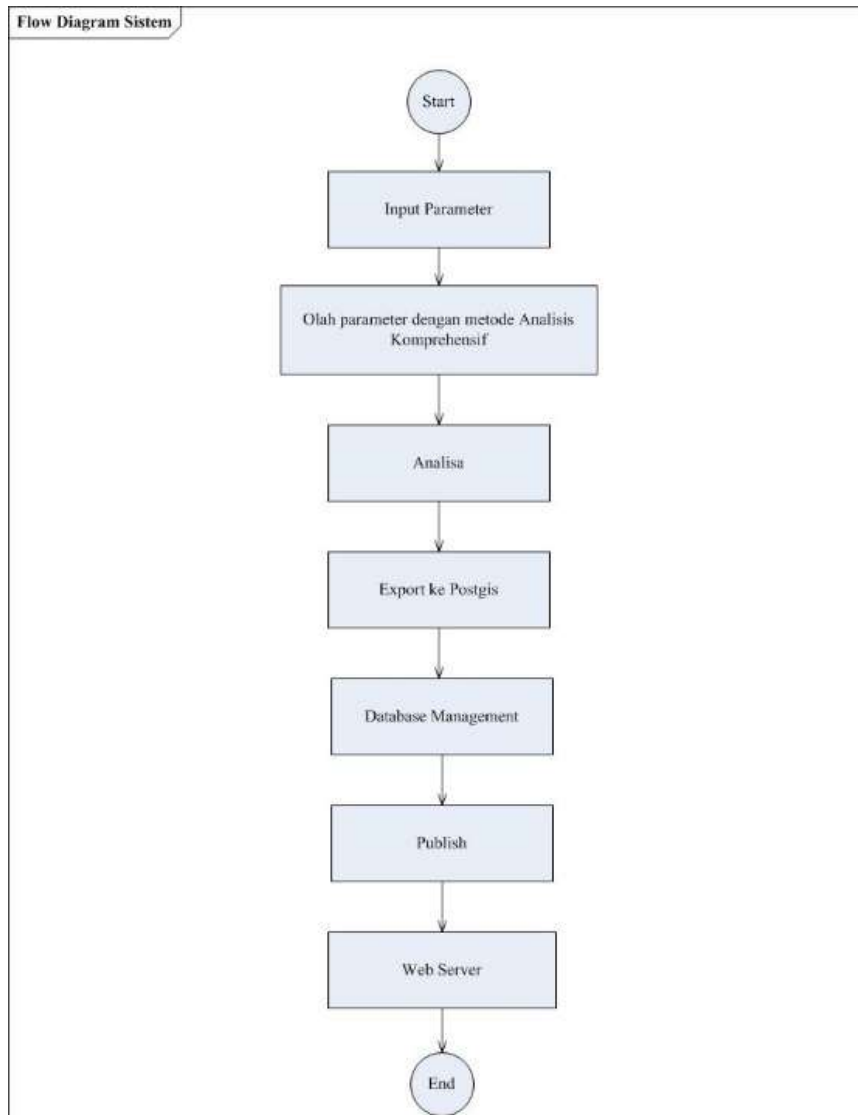 Flow Diagram Sistem
Start
Input Parameter
Olah parameter dengan metode Analisis
Komprehensif
Analisa
Export ke Postgis
Database Management
Publish
Web Server
End